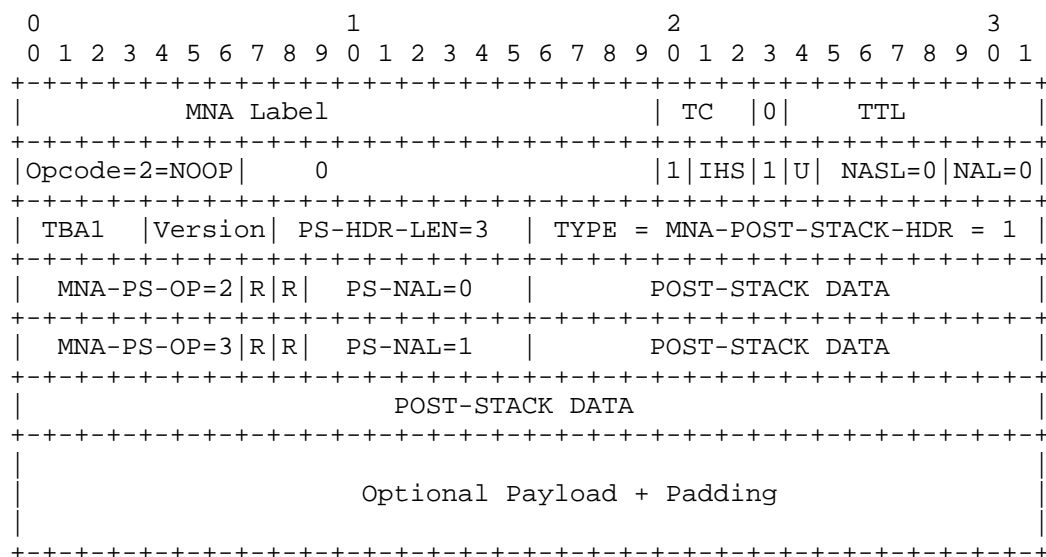 0                   1                   2                   3
 0 1 2 3 4 5 6 7 8 9 0 1 2 3 4 5 6 7 8 9 0 1 2 3 4 5 6 7 8 9 0 1
+-+-+-+-+-+-+-+-+-+-+-+-+-+-+-+-+-+-+-+-+-+-+-+-+-+-+-+-+-+-+-+-+
|          MNA Label                    | TC  |0|    TTL        |
+-+-+-+-+-+-+-+-+-+-+-+-+-+-+-+-+-+-+-+-+-+-+-+-+-+-+-+-+-+-+-+-+
|Opcode=2=NOOP|    0                    |1|IHS|1|U| NASL=0|NAL=0|
+-+-+-+-+-+-+-+-+-+-+-+-+-+-+-+-+-+-+-+-+-+-+-+-+-+-+-+-+-+-+-+-+
| TBA1  |Version| PS-HDR-LEN=3  | TYPE = MNA-POST-STACK-HDR = 1 |
+-+-+-+-+-+-+-+-+-+-+-+-+-+-+-+-+-+-+-+-+-+-+-+-+-+-+-+-+-+-+-+-+
|  MNA-PS-OP=2|R|R|  PS-NAL=0   |       POST-STACK DATA         |
+-+-+-+-+-+-+-+-+-+-+-+-+-+-+-+-+-+-+-+-+-+-+-+-+-+-+-+-+-+-+-+-+
|  MNA-PS-OP=3|R|R|  PS-NAL=1   |       POST-STACK DATA         |
+-+-+-+-+-+-+-+-+-+-+-+-+-+-+-+-+-+-+-+-+-+-+-+-+-+-+-+-+-+-+-+-+
|                       POST-STACK DATA                         |
+-+-+-+-+-+-+-+-+-+-+-+-+-+-+-+-+-+-+-+-+-+-+-+-+-+-+-+-+-+-+-+-+
|                                                               |
|                     Optional Payload + Padding                |
|                                                               |
+-+-+-+-+-+-+-+-+-+-+-+-+-+-+-+-+-+-+-+-+-+-+-+-+-+-+-+-+-+-+-+-+